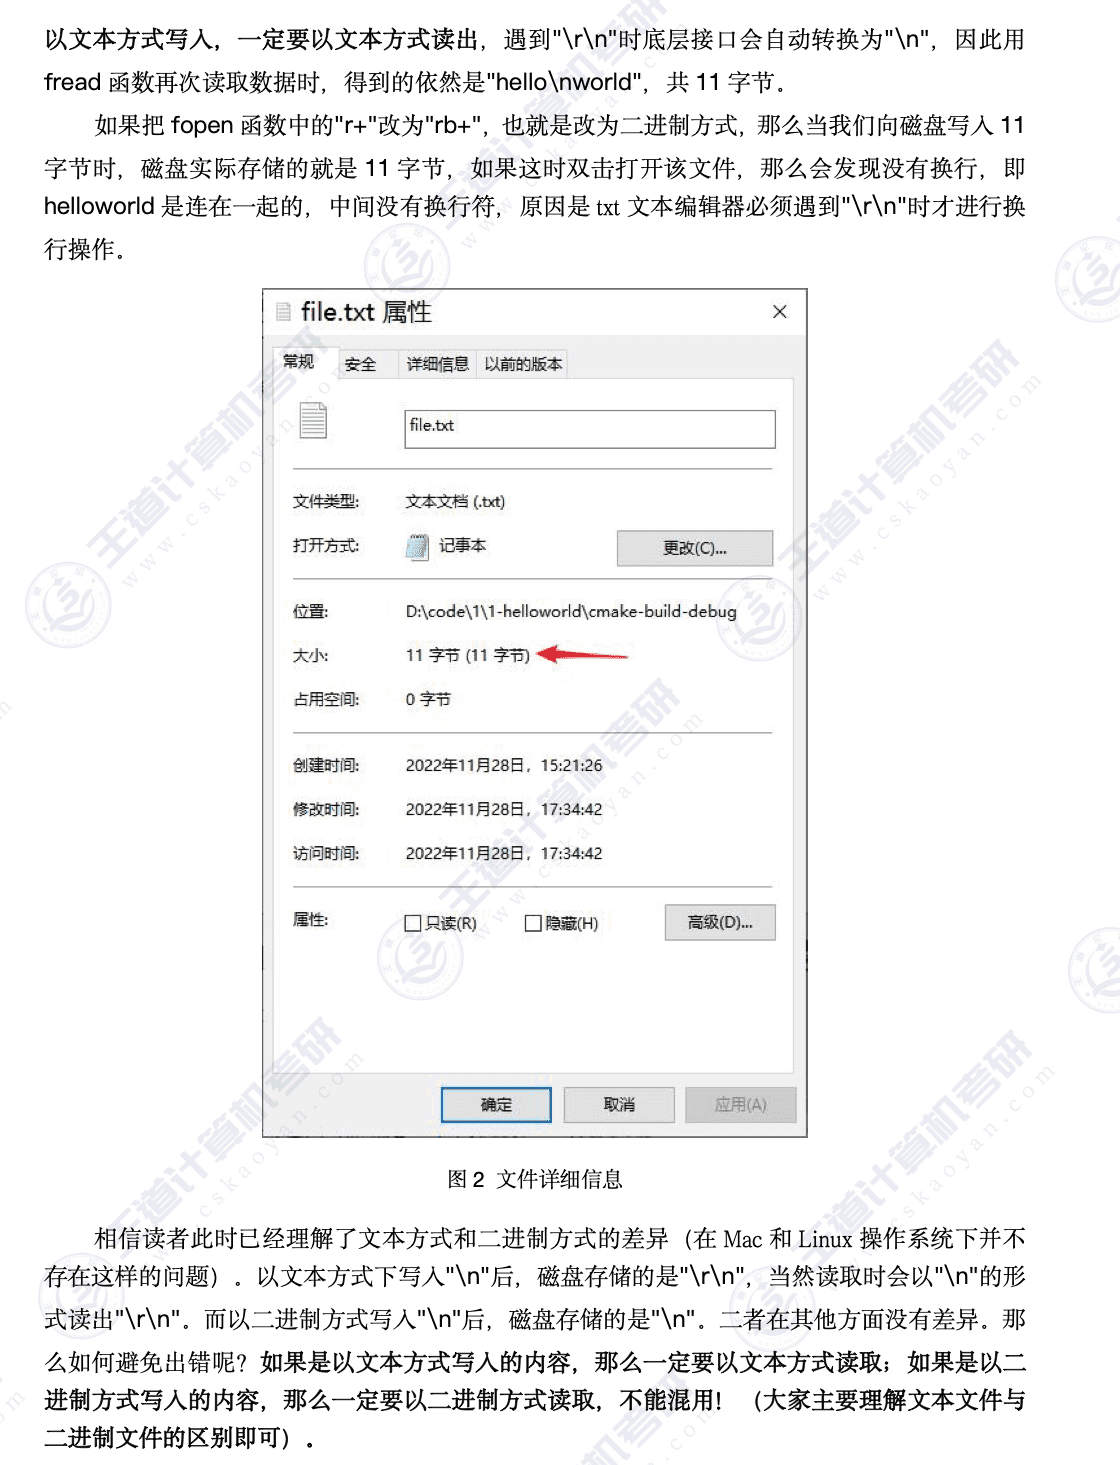 以文本方式写入，一定要以文本方式读出，遇到"\r\n"时底层接口会自动转换为"\n"，因此用
fread 函数再次读取数据时，得到的依然是"hello\nworld"，共 11 字节。
如果把 fopen 函数中的"r+"改为"rb+"，也就是改为二进制方式，那么当我们向磁盘写入 11
字节时，磁盘实际存储的就是 11 字节，如果这时双击打开该文件，那么会发现没有换行，即
helloworld 是连在一起的，中间没有换行符，原因是 txt 文本编辑器必须遇到"\r\n"时才进行换
行操作。
file.txt 属性
常规 安全 详细信息 以前的版本
file.txt
文件类型: 文本文档 (.txt)
打开方式: 记事本 更改(C)...
位置: D:\code\1\1-helloworld\cmake-build-debug
大小: 11 字节 (11 字节)
占用空间: 0 字节
创建时间: 2022年11月28日，15:21:26
修改时间: 2022年11月28日，17:34:42
访问时间: 2022年11月28日，17:34:42
属性: 只读(R) 隐藏(H) 高级(D)...
确定 取消 应用(A)
图 2 文件详细信息
相信读者此时已经理解了文本方式和二进制方式的差异（在 Mac 和 Linux 操作系统下并不
存在这样的问题）。以文本方式下写入"\n"后，磁盘存储的是"\r\n"，当然读取时会以"\n"的形
式读出"\r\n"。而以二进制方式写入"\n"后，磁盘存储的是"\n"。二者在其他方面没有差异。那
么如何避免出错呢？如果是以文本方式写入的内容，那么一定要以文本方式读取；如果是以二
进制方式写入的内容，那么一定要以二进制方式读取，不能混用！（大家主要理解文本文件与
二进制文件的区别即可）。
王道计算机考研
www.cskaoyan.com